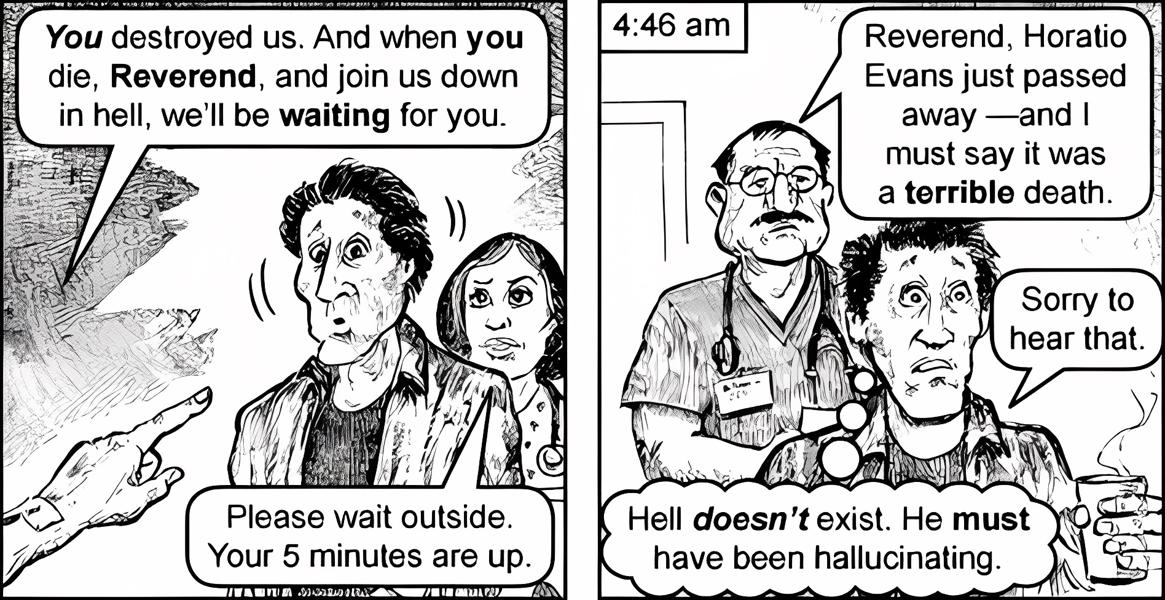 You destroyed us. And when you
die, Reverend, and join us down
in hell, we'll be waiting for you.
Please wait outside.
Your 5 minutes are up.
4:46 am
Reverend, Horatio
Evans just passed
away —and I
must say it was
a terrible death.
Sorry to
hear that.
Hell doesn't exist. He must
have been hallucinating.